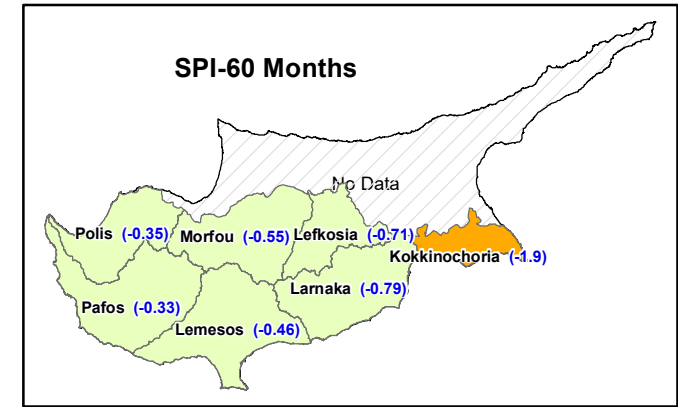 SPI-60 Months
No Data
Polis (-0.35)
Morfou (-0.55)
Lefkosia (-0.71)
Kokkinochoria (-1.9)
Larnaka (-0.79)
Pafos (-0.33)
Lemesos (-0.46)